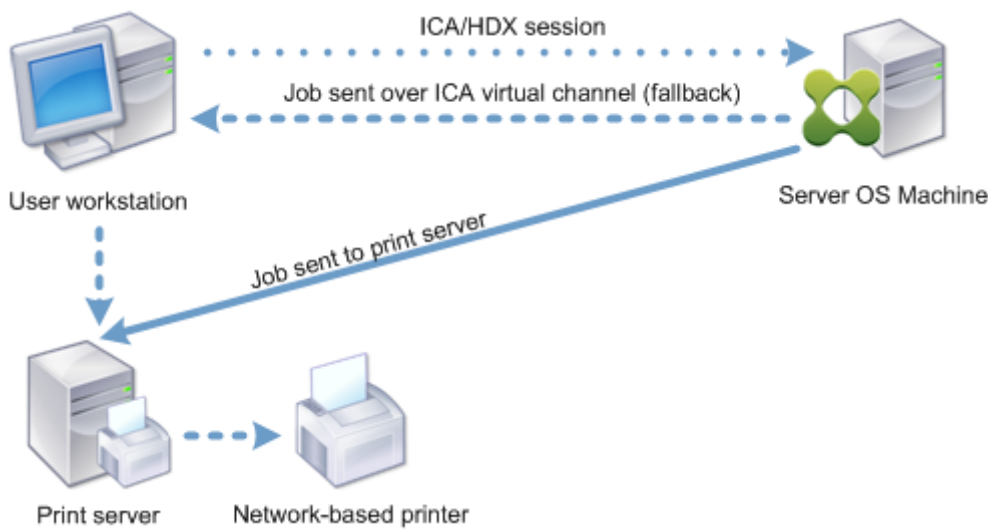 ICA/HDX session
Job sent over ICA virtual channel (fallback)
User workstation
Server OS Machine
Job sent to print server
Print server
Network-based printer